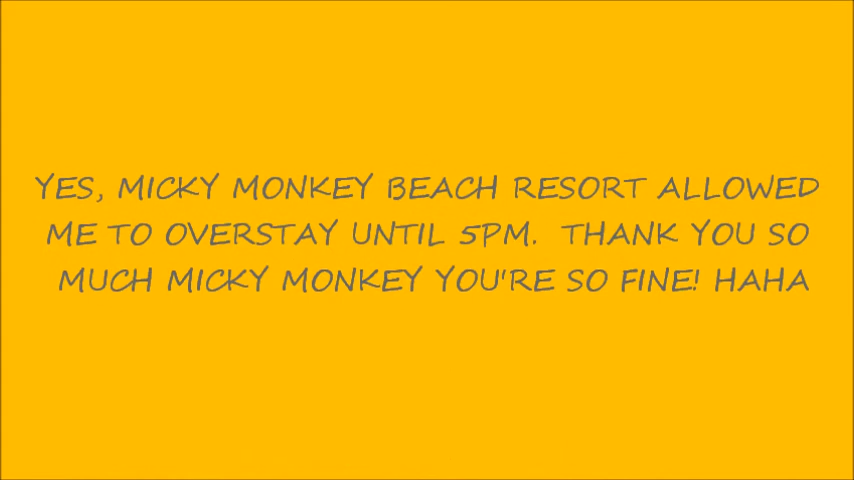 YES, MICKY MONKEY BEACH RESORT ALLOWED
ME TO OVERSTAY UNTIL 5PM. THANK YOU SO
MUCH MICKY MONKEY YOU'RE SO FINE! HAHA